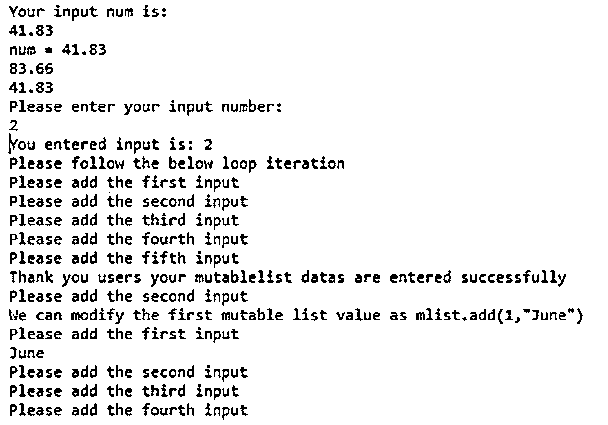 Your input num is:
41.83
num = 41.83
83.66
41.83
Please enter your input number:
2
You entered input is: 2
Please follow the below loop iteration
Please add the first input
Please add the second input
Please add the third input
Please add the fourth input
Please add the fifth input
Thank you users your mutablelist datas are entered successfully
Please add the second input
We can modify the first mutable list value as mlist.add(1,"June")
Please add the first input
June
Please add the second input
Please add the third input
Please add the fourth input